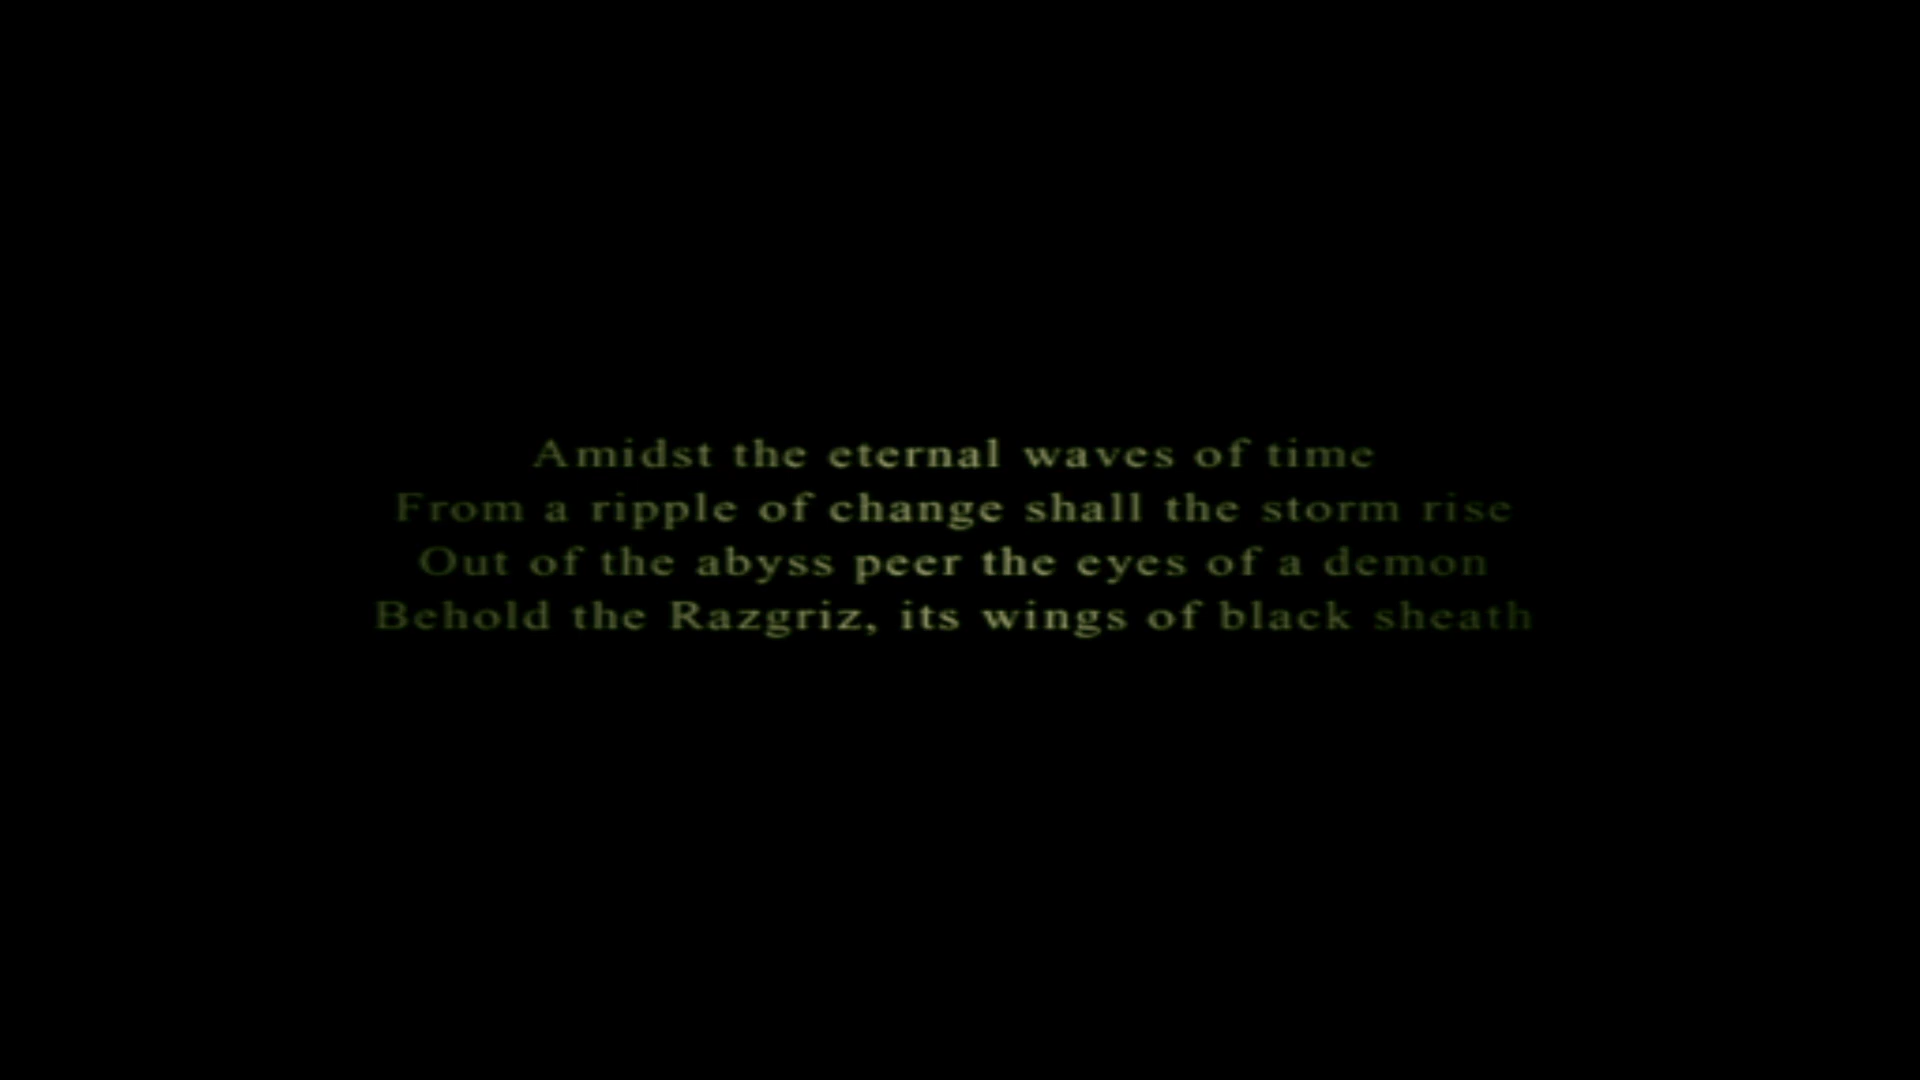 Amidst the eternal waves of time
From a ripple of change shall the storm rise
Out of the abyss peer the eyes of a demon
Behold the Razgriz, its wings of black sheath